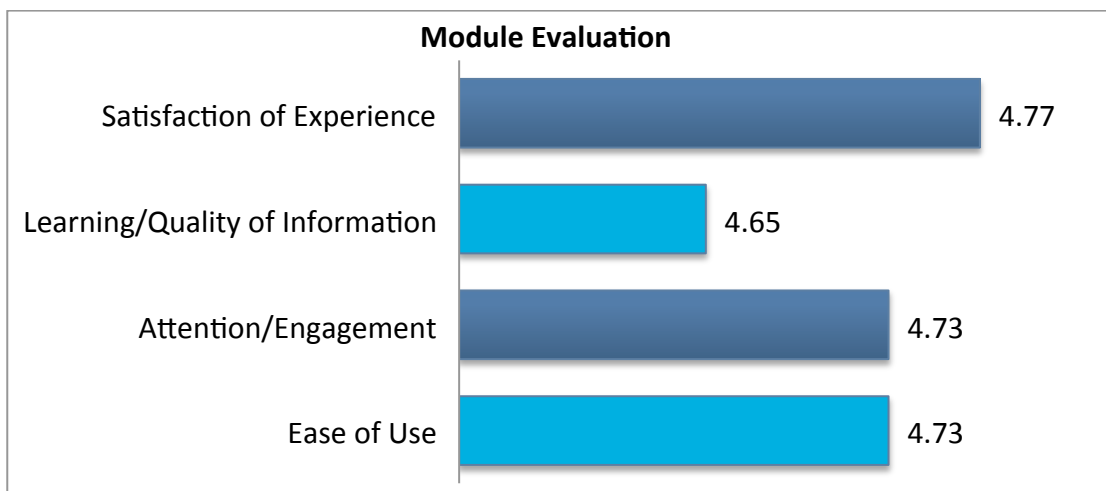 Module Evaluation
Satisfaction of Experience 4.77
Learning/Quality of Information 4.65
Attention/Engagement 4.73
Ease of Use 4.73